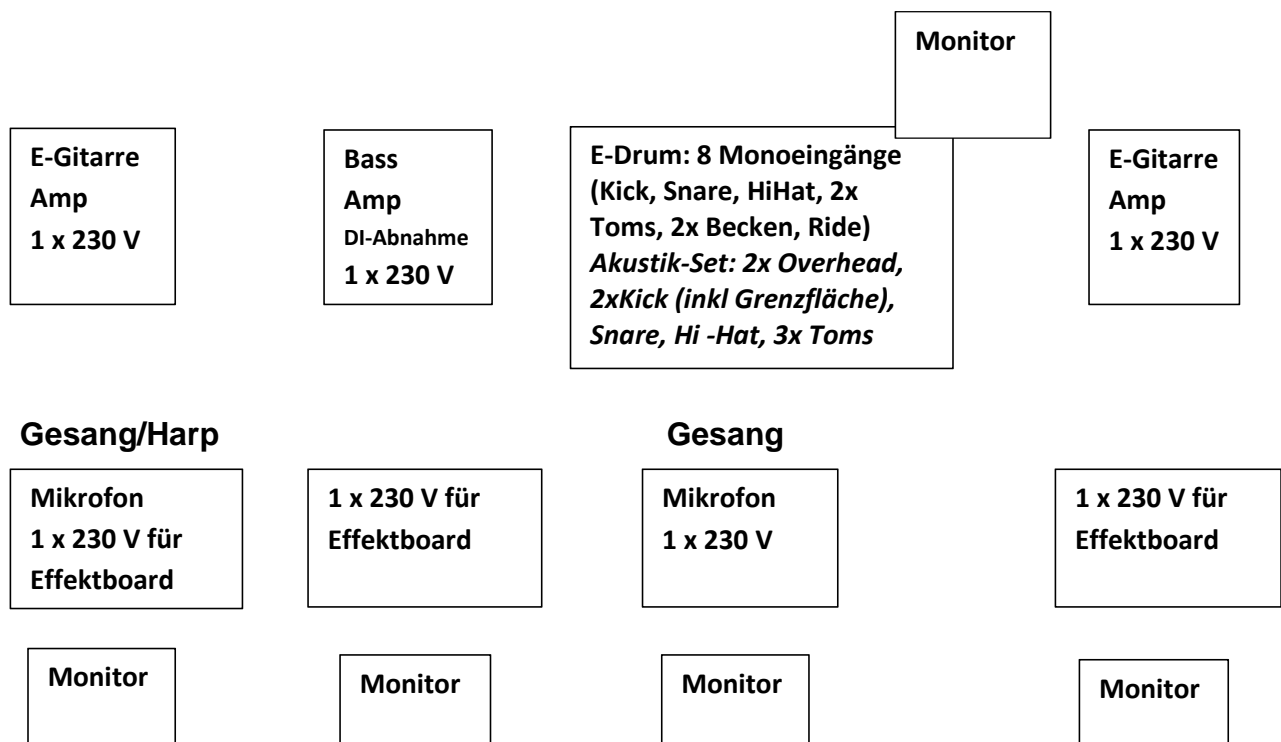 Monitor
E-Gitarre
Amp
1 x 230 V
Bass
Amp
DI-Abnahme
1 x 230 V
E-Drum: 8 Monoeingänge
(Kick, Snare, HiHat, 2x
Toms, 2x Becken, Ride)
Akustik-Set: 2x Overhead,
2xKick (inkl Grenzfläche),
Snare, Hi -Hat, 3x Toms
E-Gitarre
Amp
1 x 230 V
Gesang/Harp
Gesang
Mikrofon
1 x 230 V für
Effektboard
1 x 230 V für
Effektboard
Mikrofon
1 x 230 V
1 x 230 V für
Effektboard
Monitor
Monitor
Monitor
Monitor